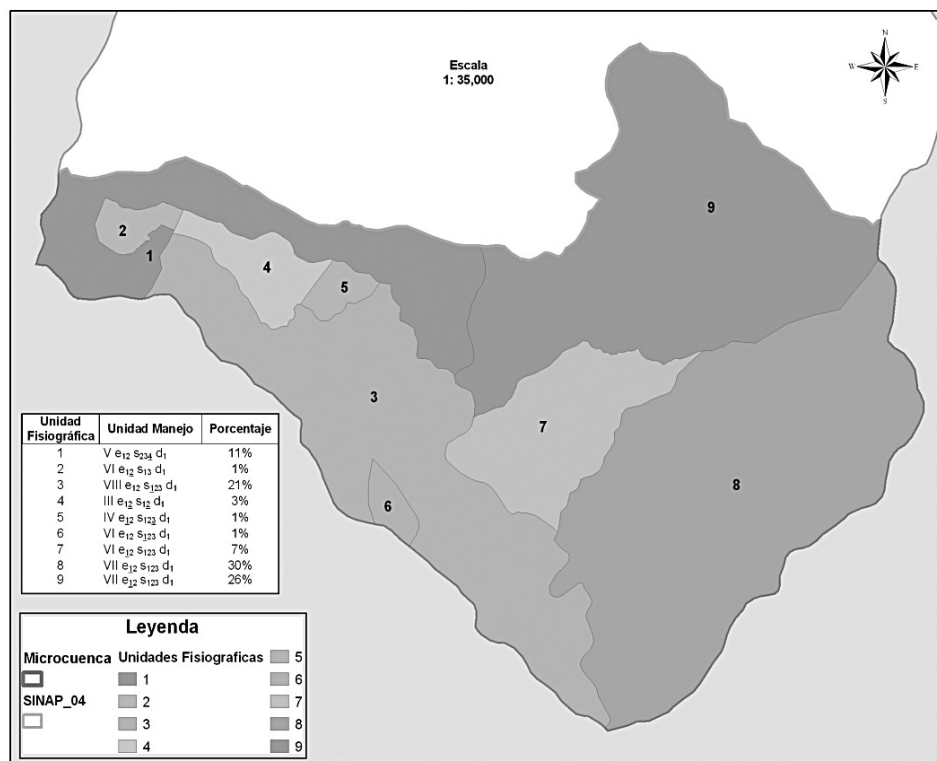 N
W E
S
Escala
1: 35,000
9
2
1
4
5
3
7
8
6
Unidad Fisiográfica Unidad Manejo Porcentaje
1 V e₁₂ s₂₃₄ d₁ 11%
2 VI e₁₂ s₁₃ d₁ 1%
3 VIII e₁₂ s₁₂₃ d₁ 21%
4 III e₁₂ s₁₂ d₁ 3%
5 IV e₁₂ s₁₂₃ d₁ 1%
6 VI e₁₂ s₁₂₃ d₁ 1%
7 VI e₁₂ s₁₂₃ d₁ 7%
8 VII e₁₂ s₁₂₃ d₁ 30%
9 VII e₁₂ s₁₂₃ d₁ 26%
Leyenda
Microcuenca
SINAP_04
Unidades Fisiograficas
1
2
3
4
5
6
7
8
9